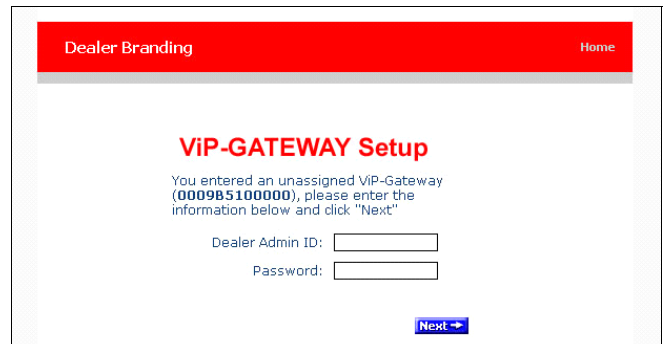 Dealer Branding
Home
ViP-GATEWAY Setup
You entered an unassigned ViP-Gateway
(0009B5100000), please enter the
information below and click "Next"
Dealer Admin ID:
Password:
Next